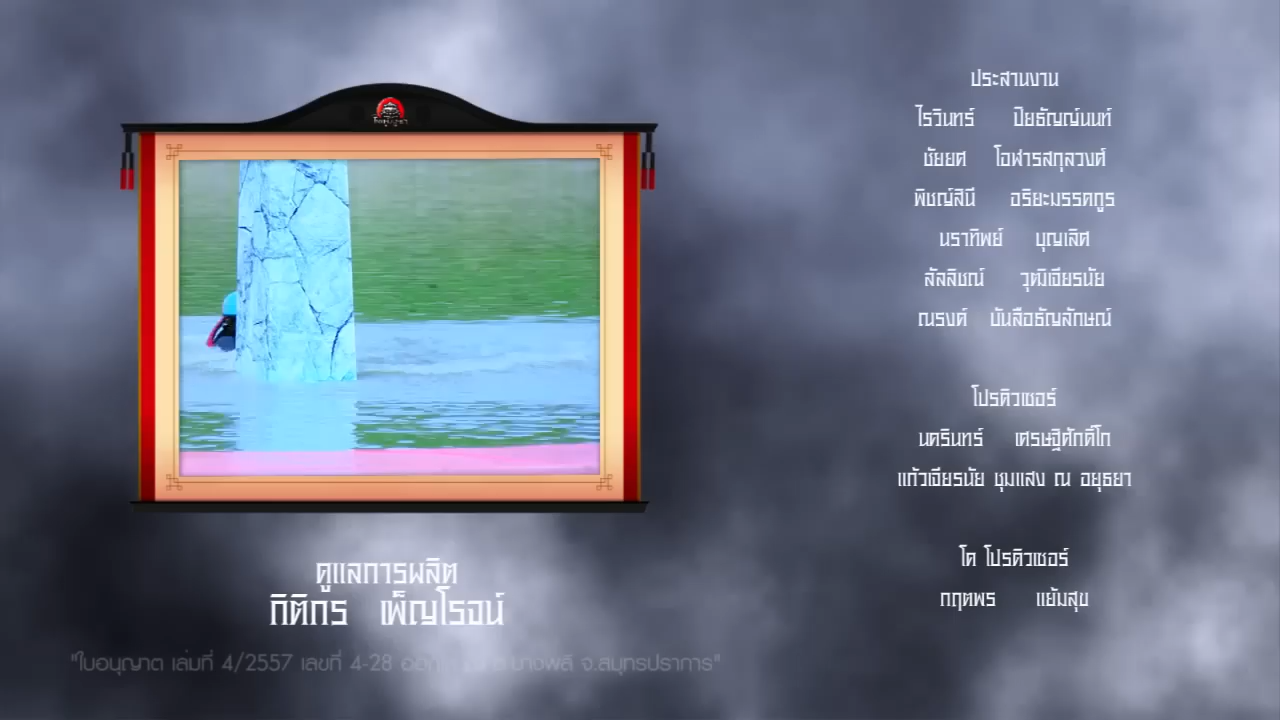 ประสานงาน
ไรวินทร์ ปิยธัญญ์นนท์
ชัยยศ โอฬารสกุลวงศ์
พิชญ์สินี อริยะมรรคกูร
นราทิพย์ บุญเลิศ
ลัลลิชณ์ วุฒิเจียรนัย
ณรงค์ บันลือธัญลักษณ์
โปรดิวเซอร์
นครินทร์ เศรษฐิศักดิ์โก
แก้วเจียรนัย ชุมแสง ณ อยุธยา
โค โปรดิวเซอร์
กฤตพร แย้มสุข
ดูแลการผลิต
กิติกร เพ็ญโรจน์
"ใบอนุญาต เล่มที่ 4/2557 เลขที่ 4-28 บางพลี จ.สมุทรปราการ"